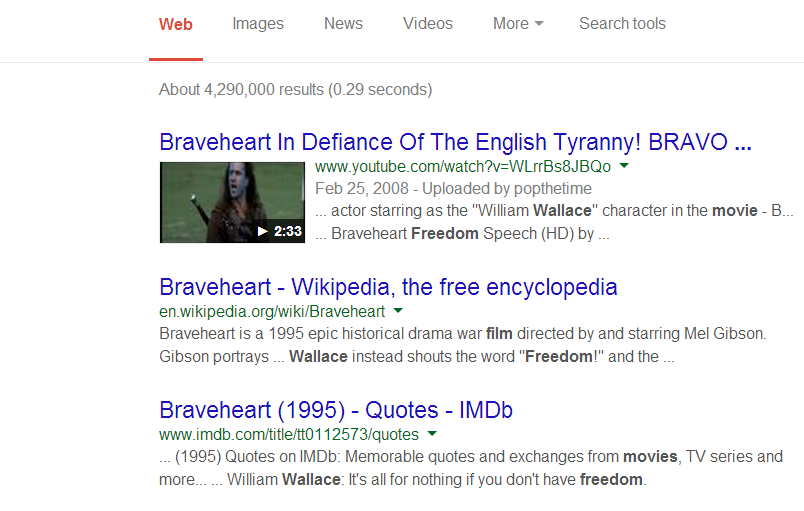 Web Images News Videos More Search tools
About 4,290,000 results (0.29 seconds)
Braveheart In Defiance Of The English Tyranny! BRAVO ...
www.youtube.com/watch?v=WLrrBs8JBQo
Feb 25, 2008 - Uploaded by popthetime
... actor starring as the "William Wallace" character in the movie - B...
... Braveheart Freedom Speech (HD) by ...
2:33
Braveheart - Wikipedia, the free encyclopedia
en.wikipedia.org/wiki/Braveheart
Braveheart is a 1995 epic historical drama war film directed by and starring Mel Gibson.
Gibson portrays ... Wallace instead shouts the word "Freedom!" and the ...
Braveheart (1995) - Quotes - IMDb
www.imdb.com/title/tt0112573/quotes
... (1995) Quotes on IMDb: Memorable quotes and exchanges from movies, TV series and
more... ... William Wallace: It's all for nothing if you don't have freedom.